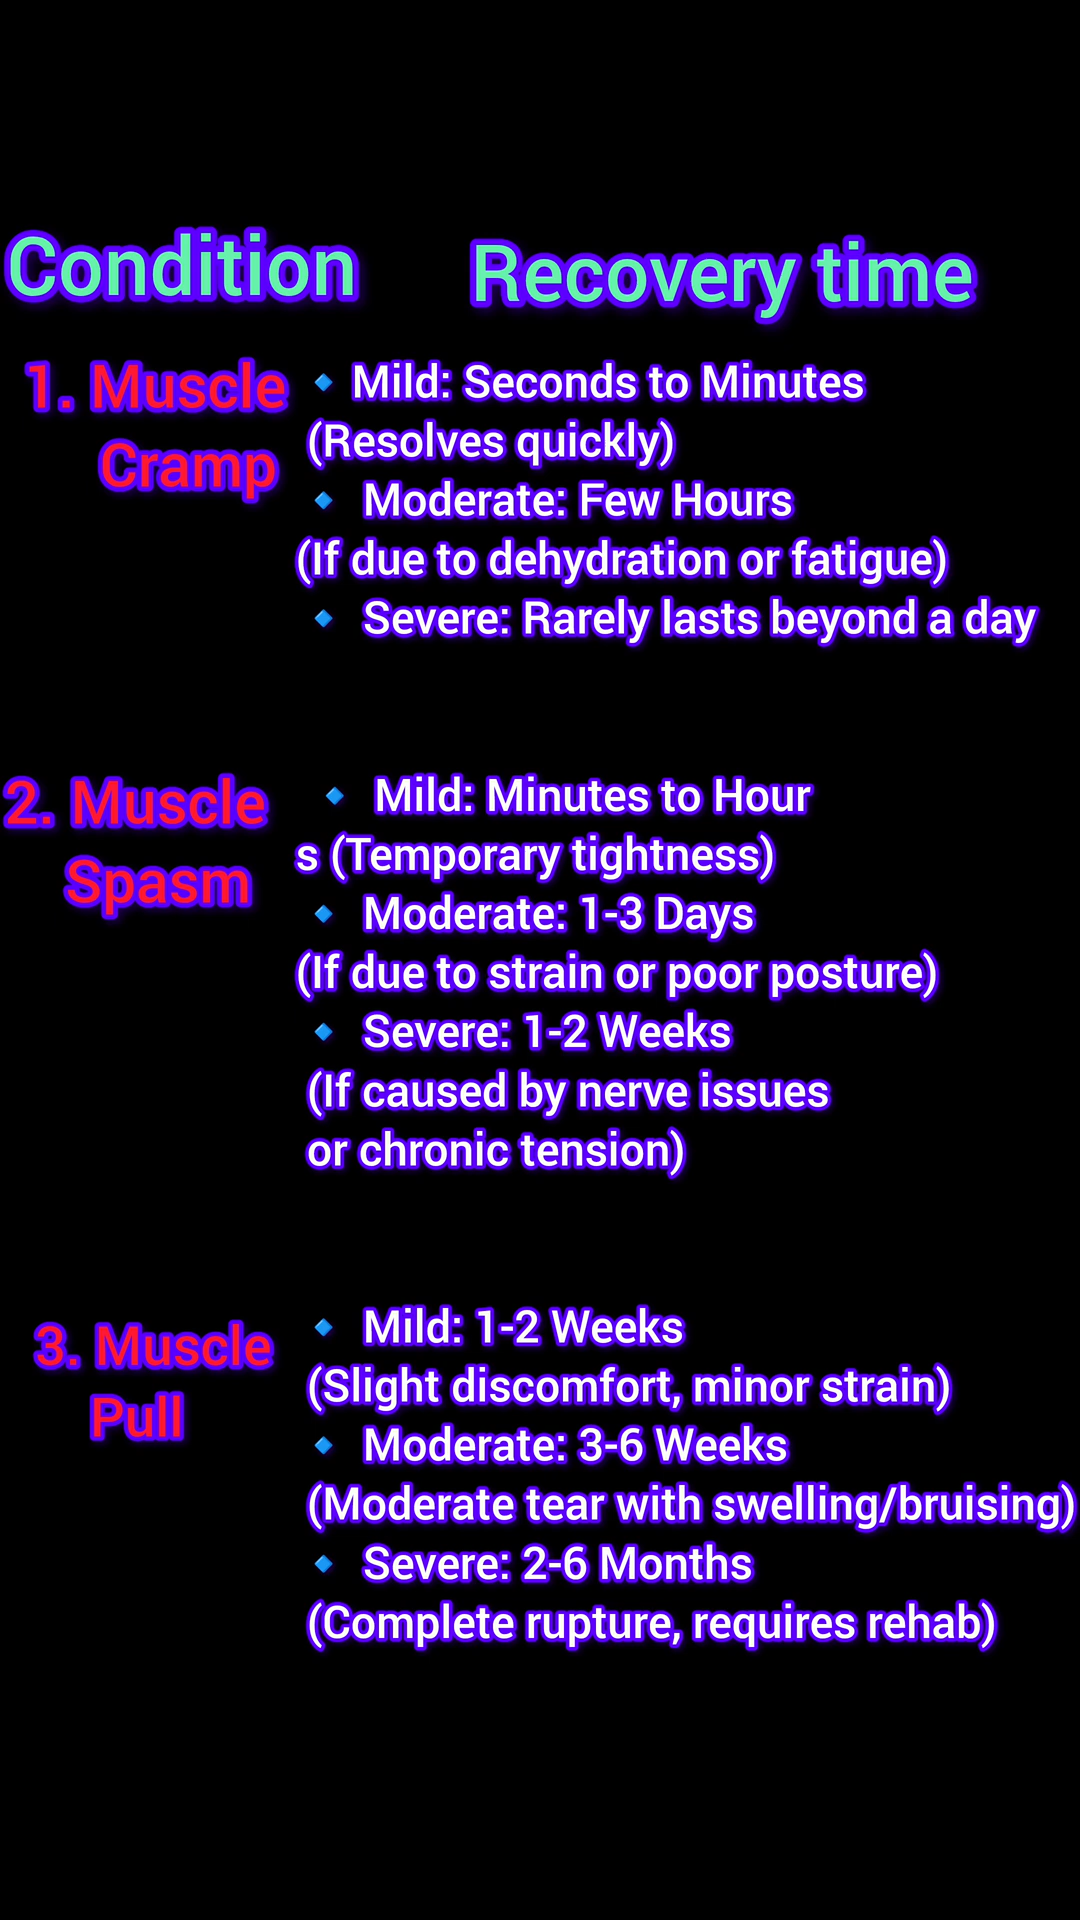 Condition
Recovery time
1. Muscle
Cramp
🔹 Mild: Seconds to Minutes
(Resolves quickly)
🔹 Moderate: Few Hours
(If due to dehydration or fatigue)
🔹 Severe: Rarely lasts beyond a day
2. Muscle
Spasm
🔹 Mild: Minutes to Hour
s (Temporary tightness)
🔹 Moderate: 1-3 Days
(If due to strain or poor posture)
🔹 Severe: 1-2 Weeks
(If caused by nerve issues
or chronic tension)
3. Muscle
Pull
🔹 Mild: 1-2 Weeks
(Slight discomfort, minor strain)
🔹 Moderate: 3-6 Weeks
(Moderate tear with swelling/bruising)
🔹 Severe: 2-6 Months
(Complete rupture, requires rehab)